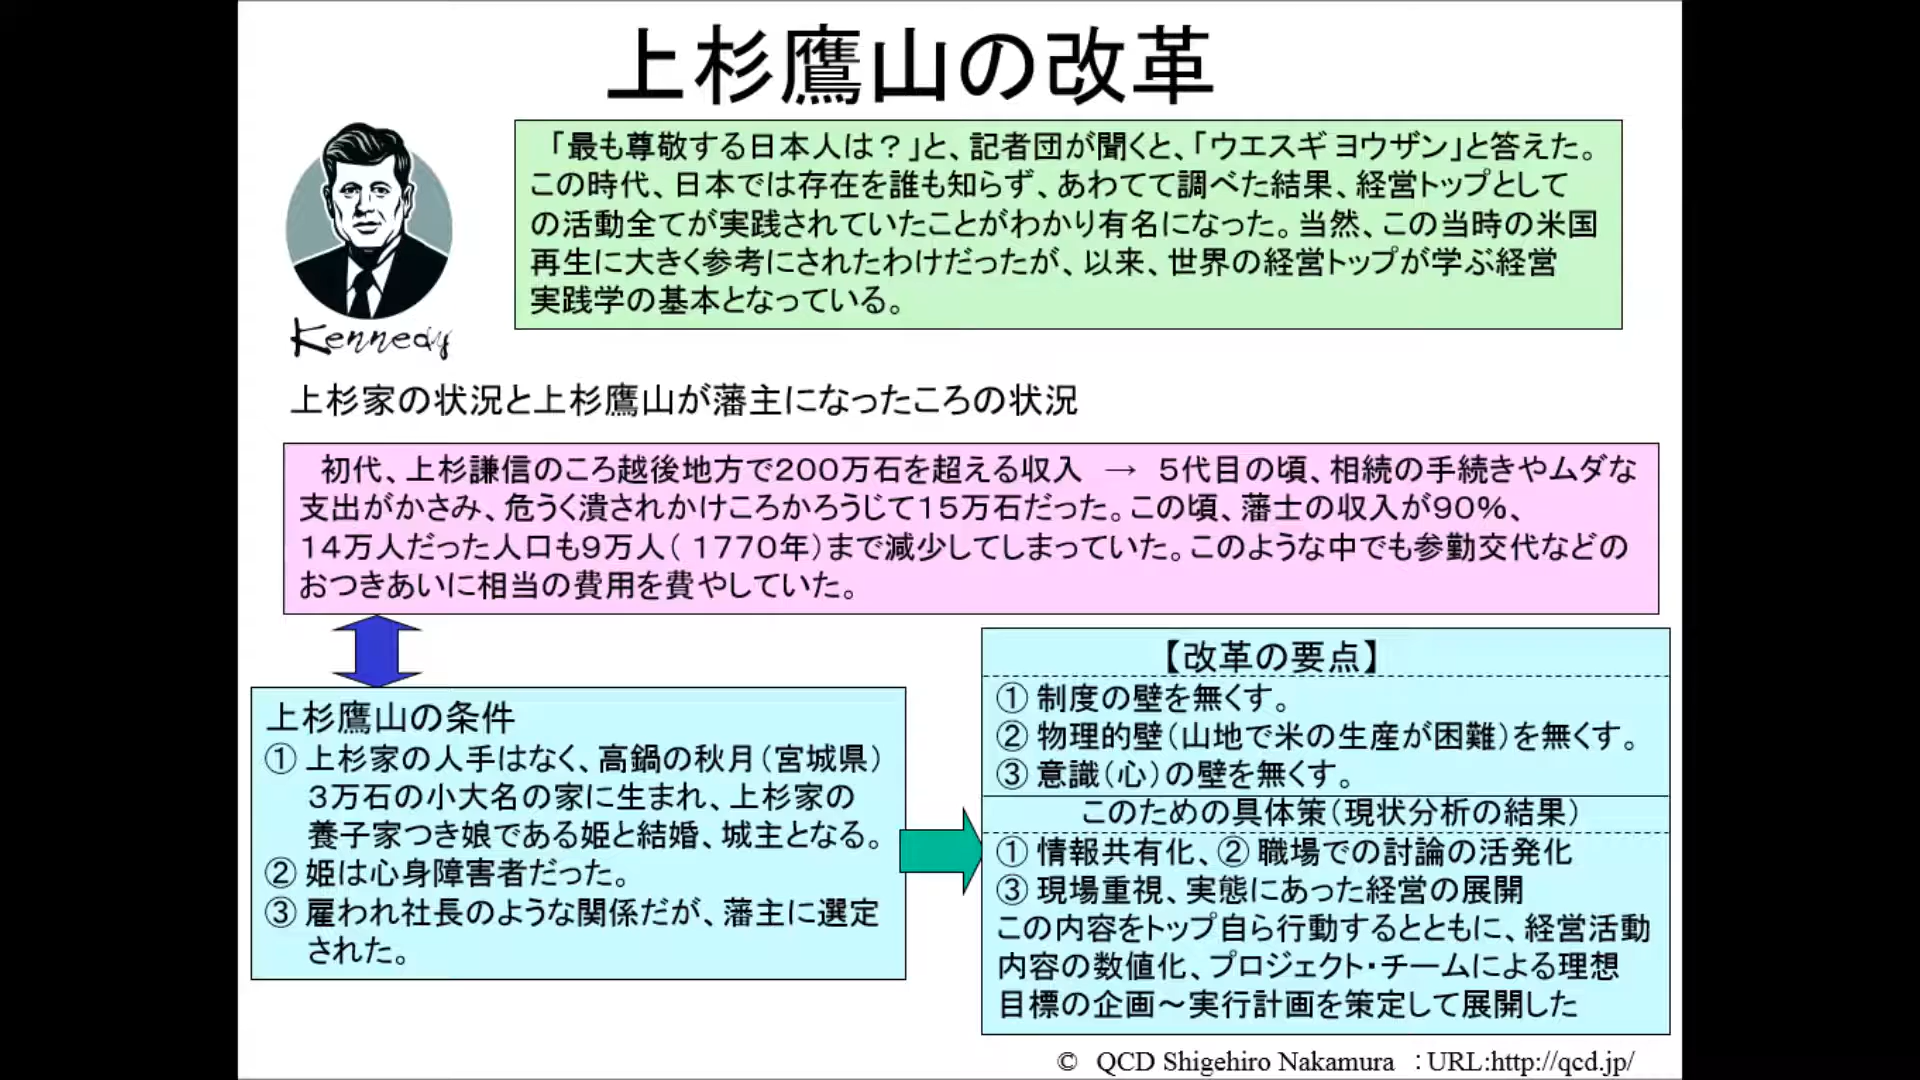 上杉鷹山の改革
「最も尊敬する日本人は？」と、記者団が聞くと、「ウエスギ ヨウザン」と答えた。
この時代、日本では存在を誰も知らず、あわてて調べた結果、経営トップとして
の活動全てが実践されていたことがわかり有名になった。当然、この当時の米国
再生に大きく参考にされたわけだったが、以来、世界の経営トップが学ぶ経営
実践学の基本となっている。
Kennedy
上杉家の状況と上杉鷹山が藩主になったころの状況
初代、上杉謙信のころ越後地方で２００万石を超える収入　→　５代目の頃、相続の手続きやムダな
支出がかさみ、危うく潰されかけころかろうじて１５万石だった。この頃、藩士の収入が９０％、
１４万人だった人口も９万人（ １７７０年）まで減少してしまっていた。このような中でも参勤交代などの
おつきあいに相当の費用を費やしていた。
上杉鷹山の条件
① 上杉家の人手はなく、高鍋の秋月（宮城県）
３万石の小大名の家に生まれ、上杉家の
養子家つき娘である姫と結婚、城主となる。
② 姫は心身障害者だった。
③ 雇われ社長のような関係だが、藩主に選定
された。
【改革の要点】
① 制度の壁を無くす。
② 物理的壁（山地で米の生産が困難）を無くす。
③ 意識（心）の壁を無くす。
このための具体策（現状分析の結果）
① 情報共有化、② 職場での討論の活発化
③ 現場重視、実態にあった経営の展開
この内容をトップ自ら行動するとともに、経営活動
内容の数値化、プロジェクト・チームによる理想
目標の企画～実行計画を策定して展開した
© QCD Shigehiro Nakamura ：URL:http://qcd.jp/